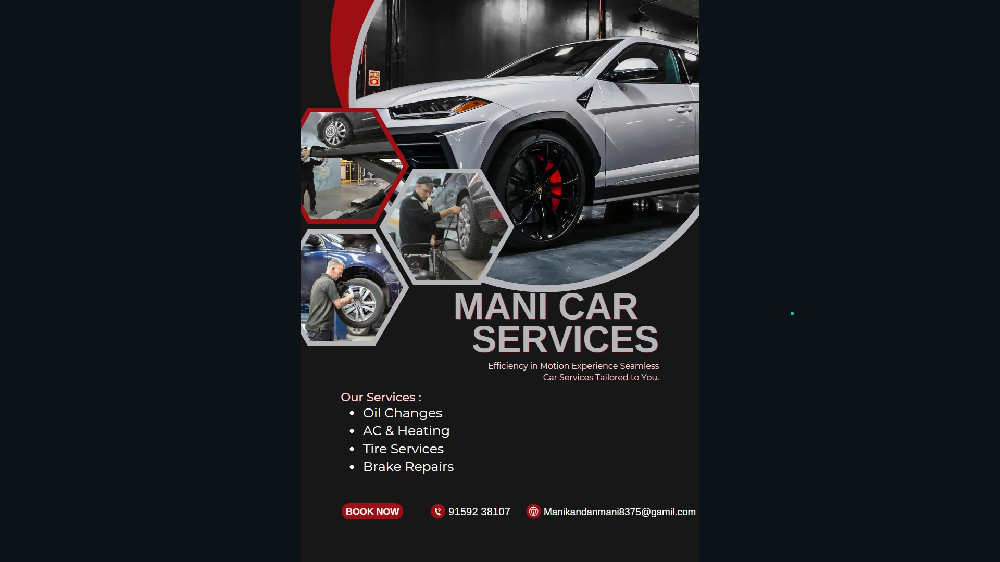 FIRE
MANI CAR
SERVICES
Efficiency in Motion Experience Seamless
Car Services Tailored to You.
Our Services :
• Oil Changes
• AC & Heating
• Tire Services
• Brake Repairs
BOOK NOW
91592 38107
Manikandanmani8375@gamil.com